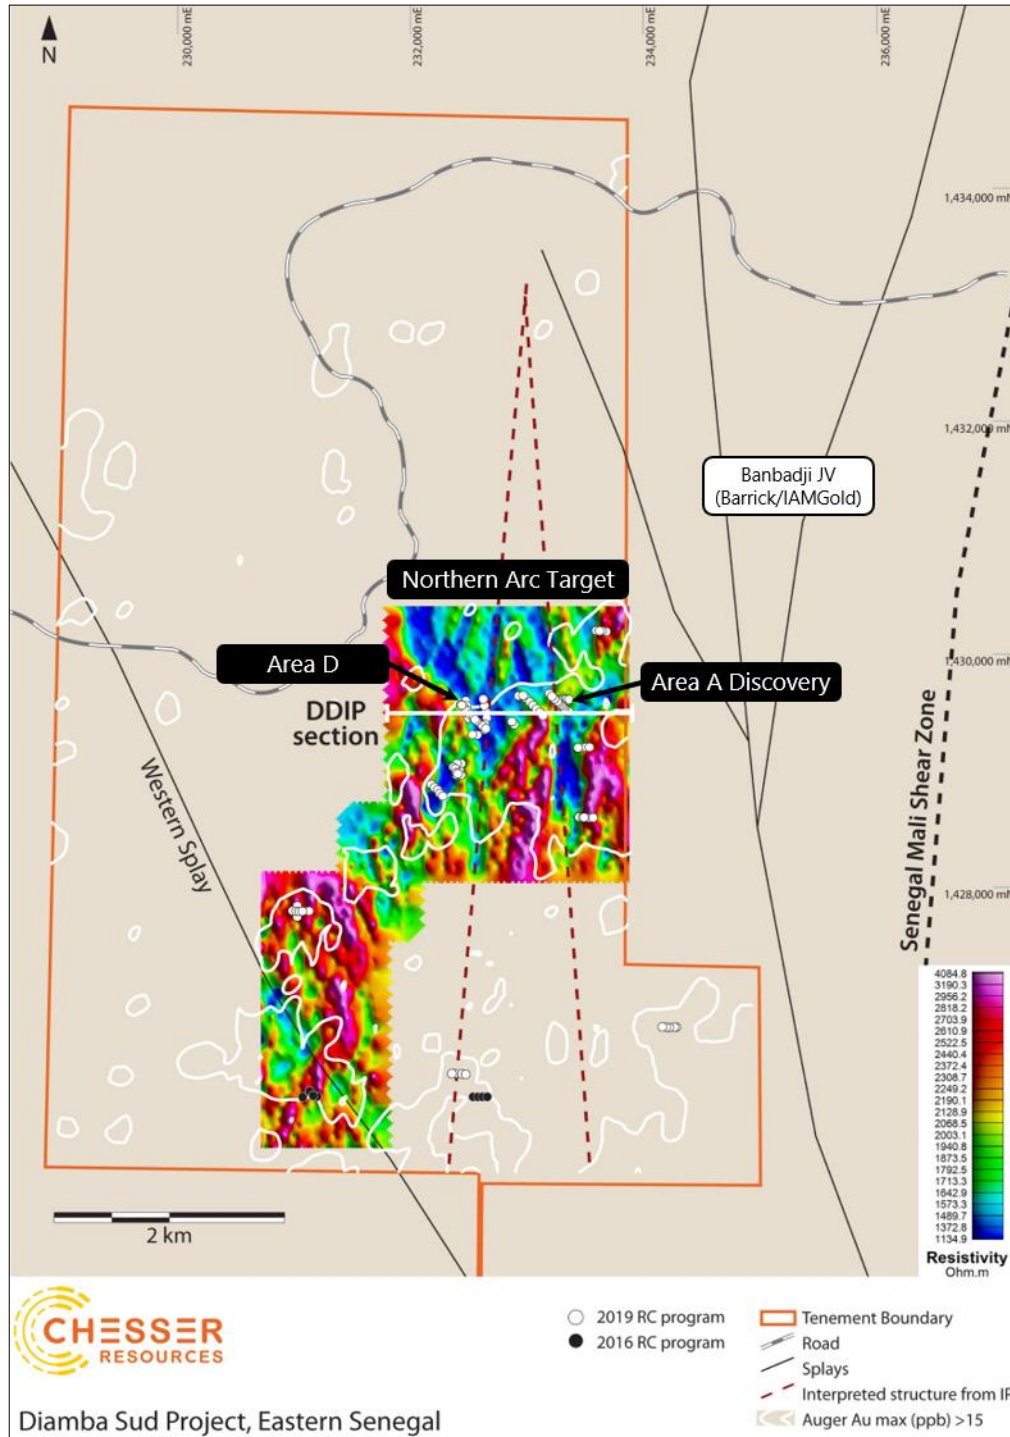 N
230,000 mE
232,000 mE
234,000 mE
236,000 mE
1,434,000 mN
1,432,000 mN
Banbadji JV
(Barrick/IAMGold)
Northern Arc Target
Area D
1,430,000 mN
Area A Discovery
DDIP
section
Western Splay
Senegal Mali Shear Zone
1,428,000 mN
4084.8
3190.3
2956.2
2818.2
2703.9
2610.9
2522.5
2440.4
2372.4
2308.7
2249.2
2190.1
2128.9
2068.5
2003.1
1940.8
1873.5
1792.5
1713.3
1642.9
1573.3
1489.7
1372.8
1134.9
Resistivity
Ohm.m
2 km
CHESSER
RESOURCES
2019 RC program
2016 RC program
Tenement Boundary
Road
Splays
Interpreted structure from IP
Auger Au max (ppb) >15
Diamba Sud Project, Eastern Senegal